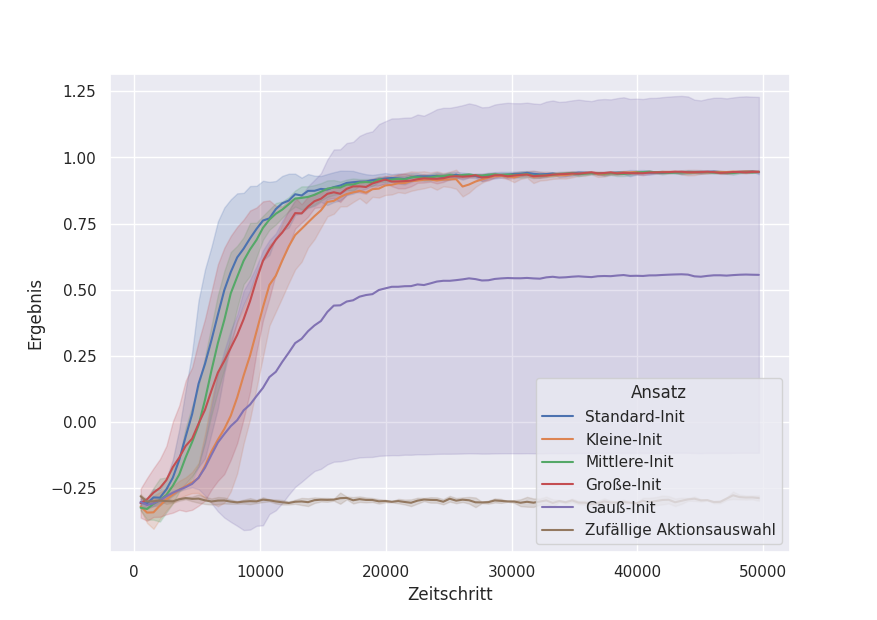 1.25
1.00
0.75
0.50
0.25
0.00
−0.25
Ergebnis
0
10000
20000
30000
40000
50000
Zeitschritt
Ansatz
Standard-Init
Kleine-Init
Mittlere-Init
Große-Init
Gauß-Init
Zufällige Aktionsauswahl